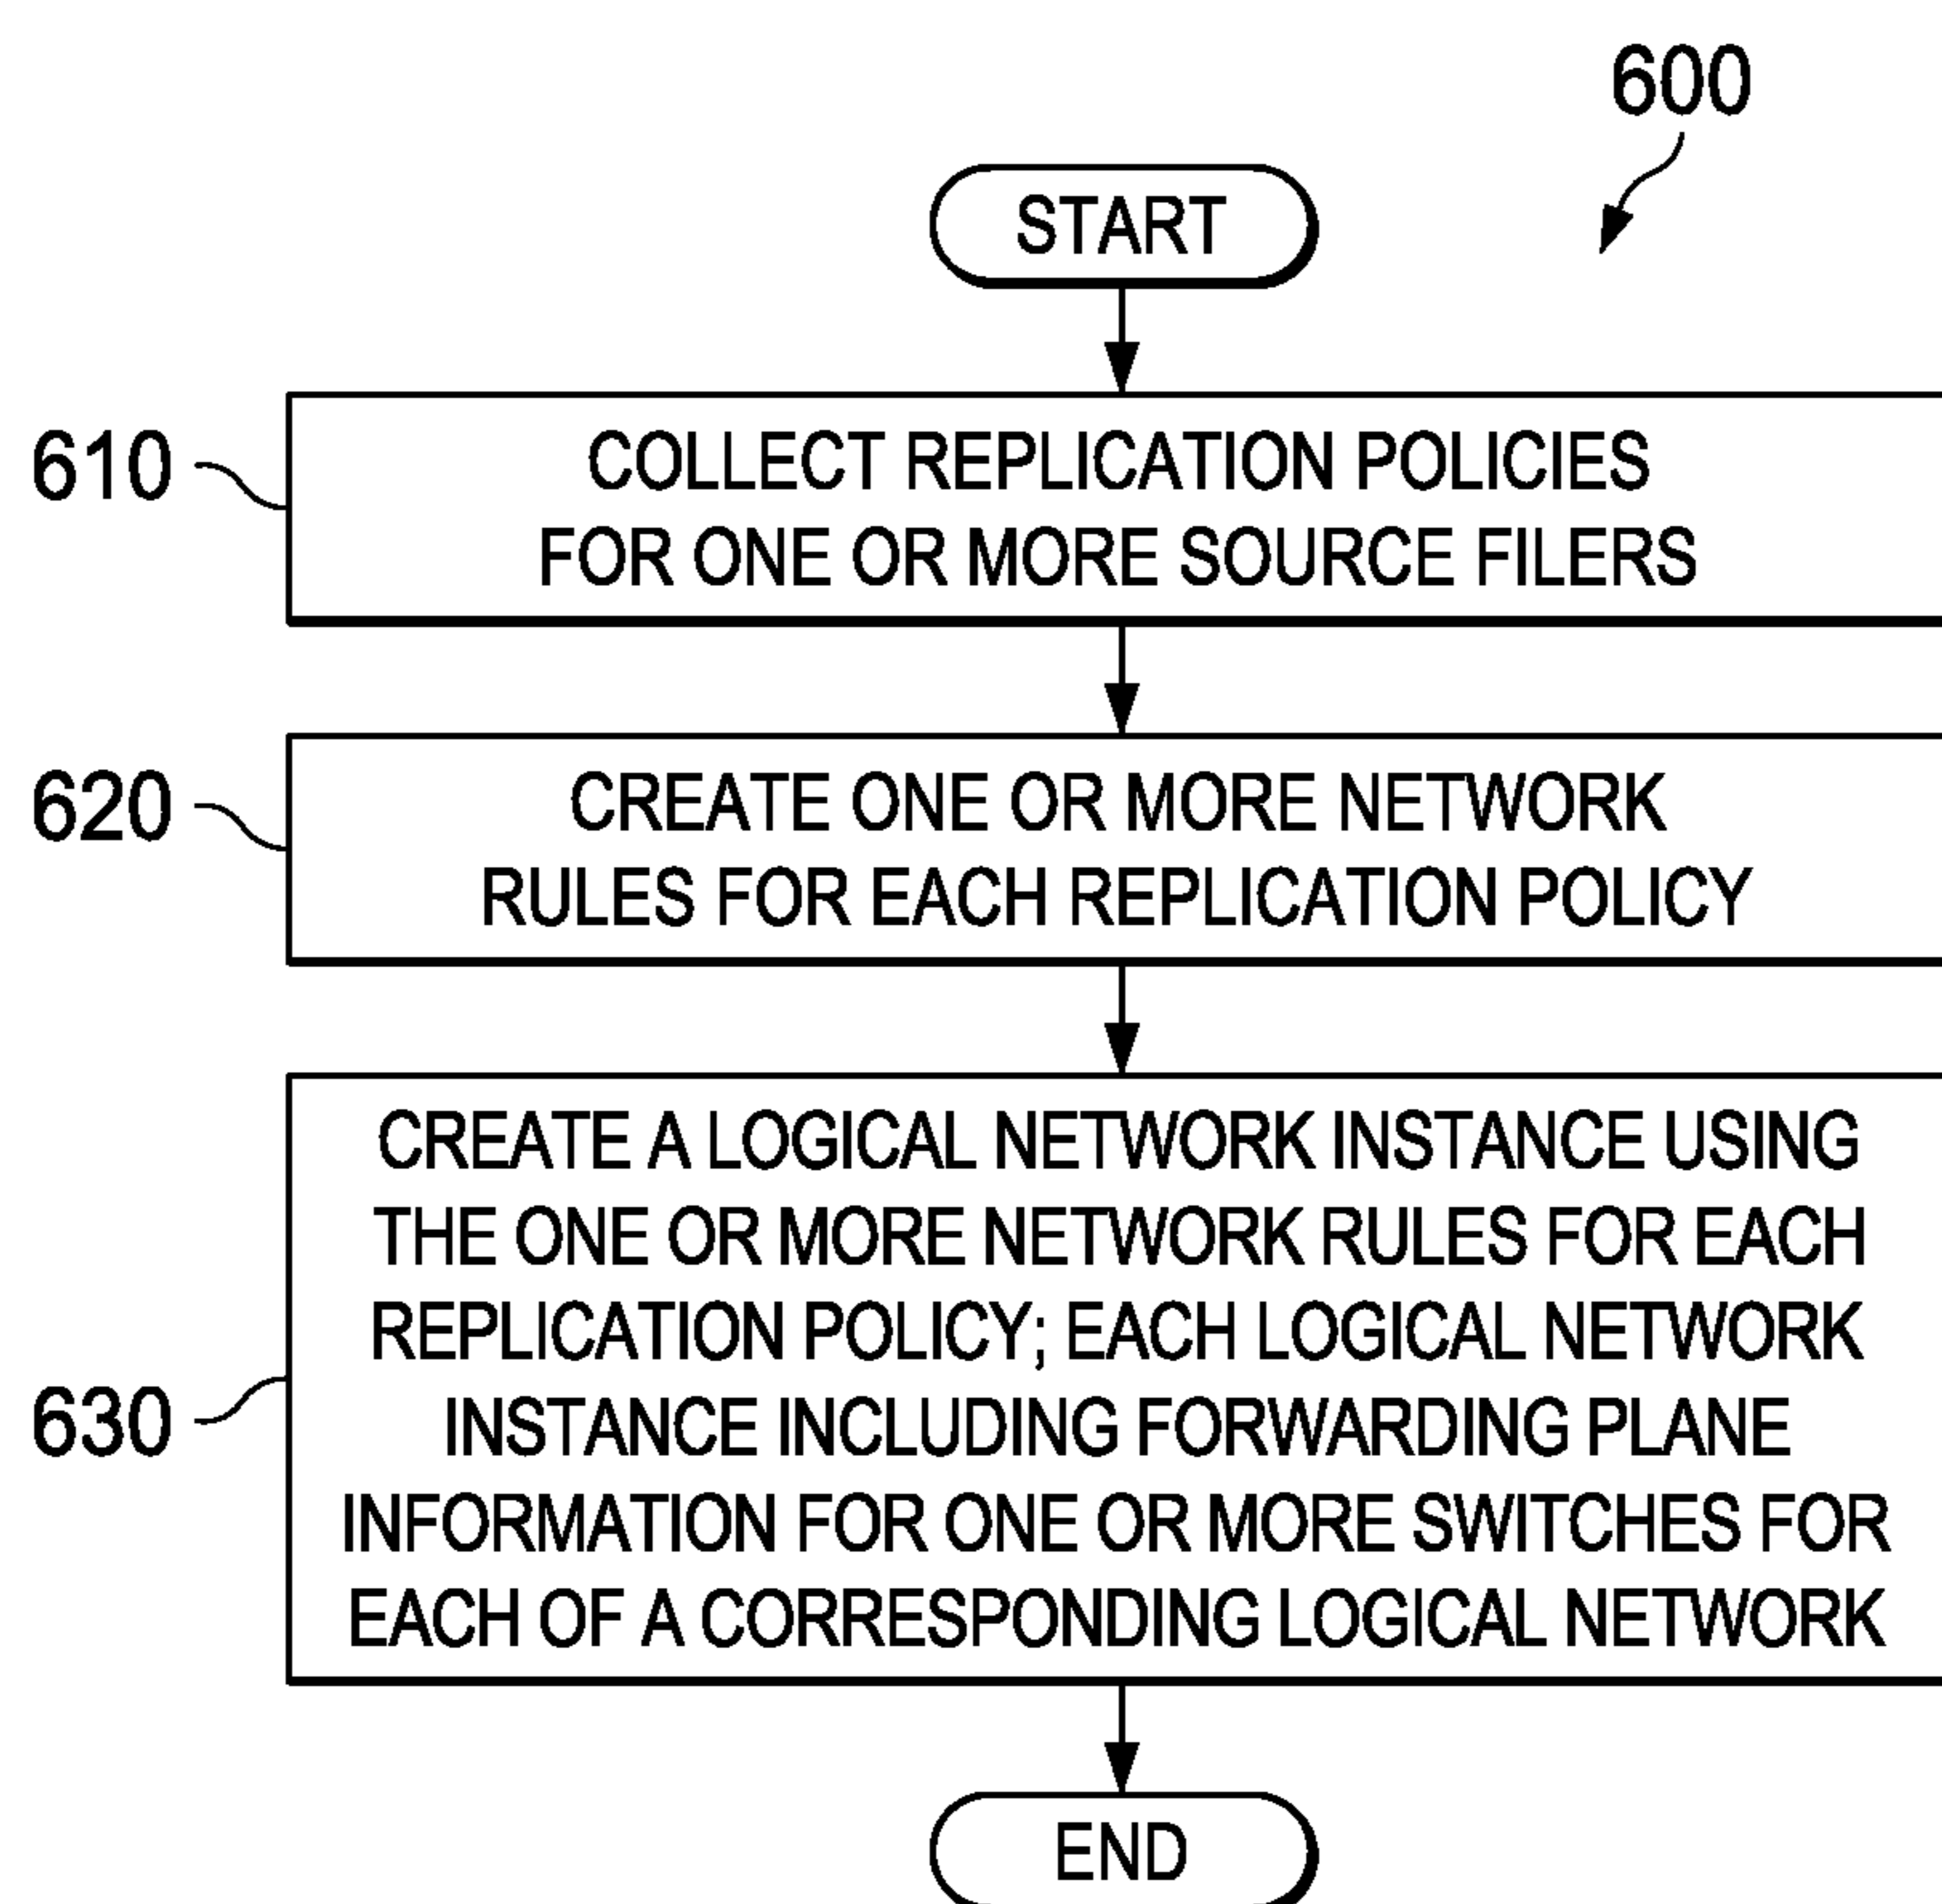 600
START
610
COLLECT REPLICATION POLICIES
FOR ONE OR MORE SOURCE FILERS
620
CREATE ONE OR MORE NETWORK
RULES FOR EACH REPLICATION POLICY
630
CREATE A LOGICAL NETWORK INSTANCE USING
THE ONE OR MORE NETWORK RULES FOR EACH
REPLICATION POLICY; EACH LOGICAL NETWORK
INSTANCE INCLUDING FORWARDING PLANE
INFORMATION FOR ONE OR MORE SWITCHES FOR
EACH OF A CORRESPONDING LOGICAL NETWORK
END